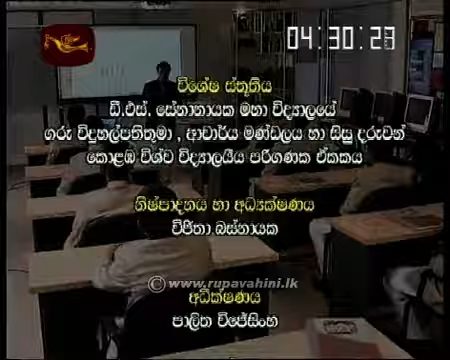 04:30:23
විශේෂ ස්තූතිය
ඩී.එස්. සේනානායක මහා විද්‍යාලයේ
ගරු විදුහල්පතිතුමා , ආචාර්ය මණ්ඩලය හා සිසු දරුවන්
කොළඹ විශ්ව විද්‍යාලයීය පරිගණක ඒකකය
නිෂ්පාදනය හා අධ්‍යක්ෂණය
විජිතා බස්නායක
© www.rupavahini.lk
අධීක්ෂණය
පාලිත විජේසිංහ